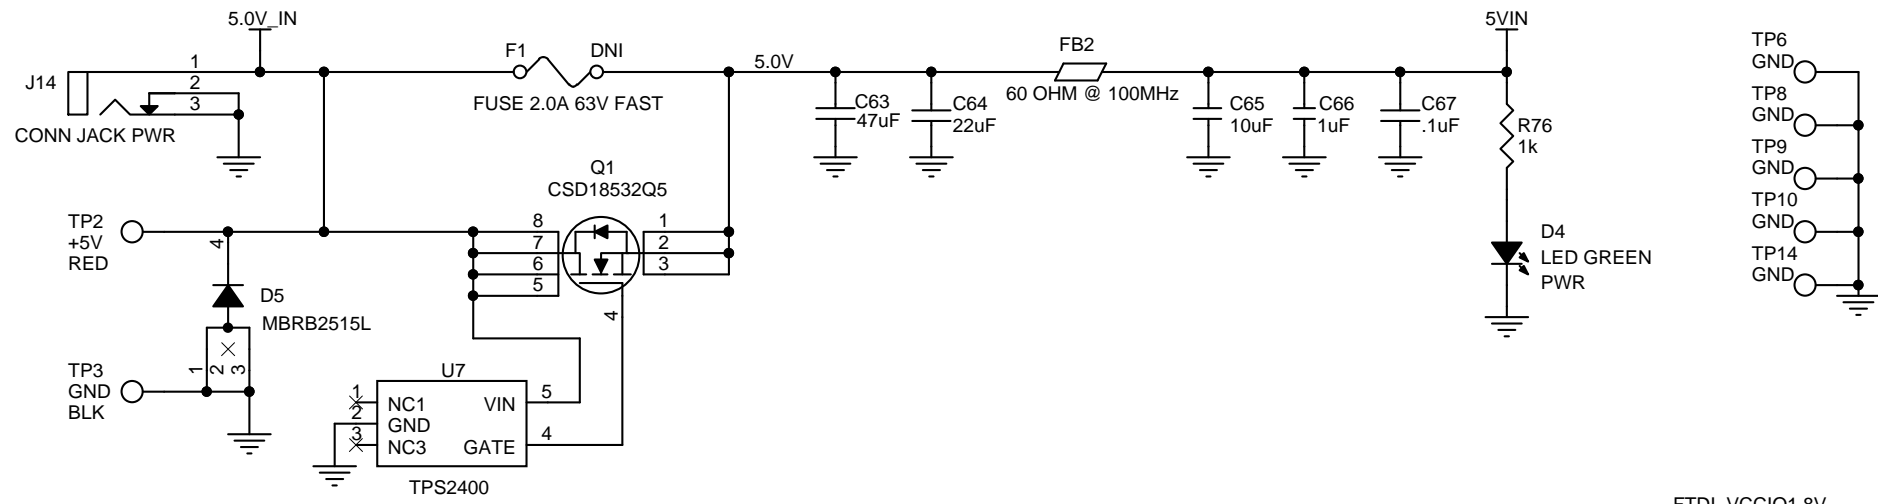 5.0V_IN
J14
1
2
3
CONN JACK PWR
F1
DNI
FUSE 2.0A 63V FAST
5.0V
C63
47uF
C64
22uF
FB2
60 OHM @ 100MHz
C65
10uF
C66
1uF
C67
.1uF
5VIN
R76
1k
D4
LED GREEN
PWR
TP6
GND
TP8
GND
TP9
GND
TP10
GND
TP14
GND
TP2
+5V
RED
4
D5
MBRB2515L
1
2
3
TP3
GND
BLK
Q1
CSD18532Q5
8
7
6
5
1
2
3
4
U7
1
NC1
2
GND
3
NC3
VIN
5
GATE
4
TPS2400